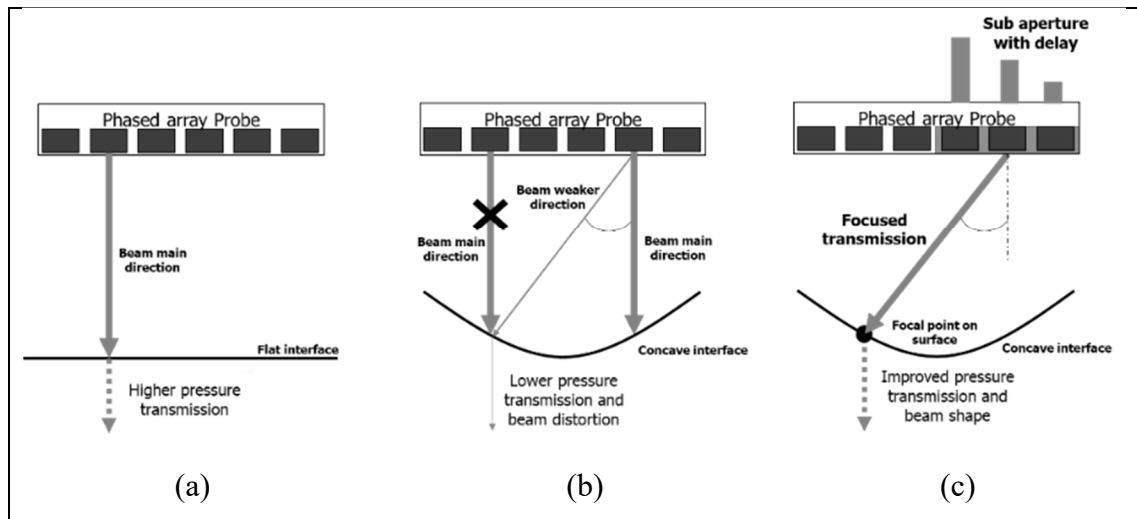 Phased array Probe
Beam main
direction
Flat interface
Higher pressure
transmission
(a)
Phased array Probe
Beam weaker
direction
Beam main
direction
Beam main
direction
Concave interface
Lower pressure
transmission and
beam distortion
(b)
Sub aperture
with delay
Phased array Probe
Focused
transmission
Focal point on
surface
Concave interface
Improved pressure
transmission and
beam shape
(c)